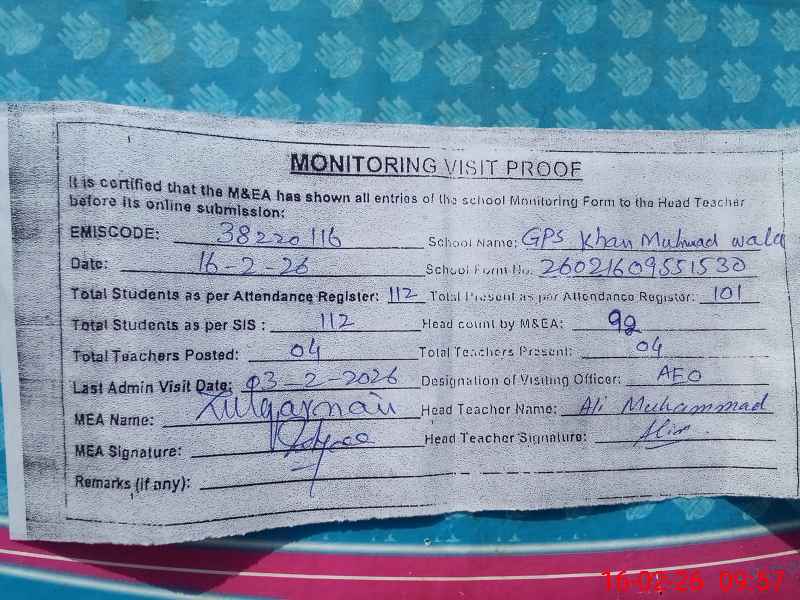 MONITORING VISIT PROOF
It is certified that the M&EA has shown all entries of the school Monitoring Form to the Head Teacher
before its online submission:
EMISCODE: 38220116 School Name: GPS Khan Muhmad wala
Date: 16-2-26 School Form No: 26021609551530
Total Students as per Attendance Register: 112 Total Present as per Attendance Register: 101
Total Students as per SIS : 112 Head count by M&EA: 92
Total Teachers Posted: 04 Total Teachers Present: 04
Last Admin Visit Date: 03-2-2026 Designation of Visiting Officer: AEO
MEA Name: Head Teacher Name: Ali Muhammad
MEA Signature: Head Teacher Signature:
Remarks (if any):
16-02-26 09:57